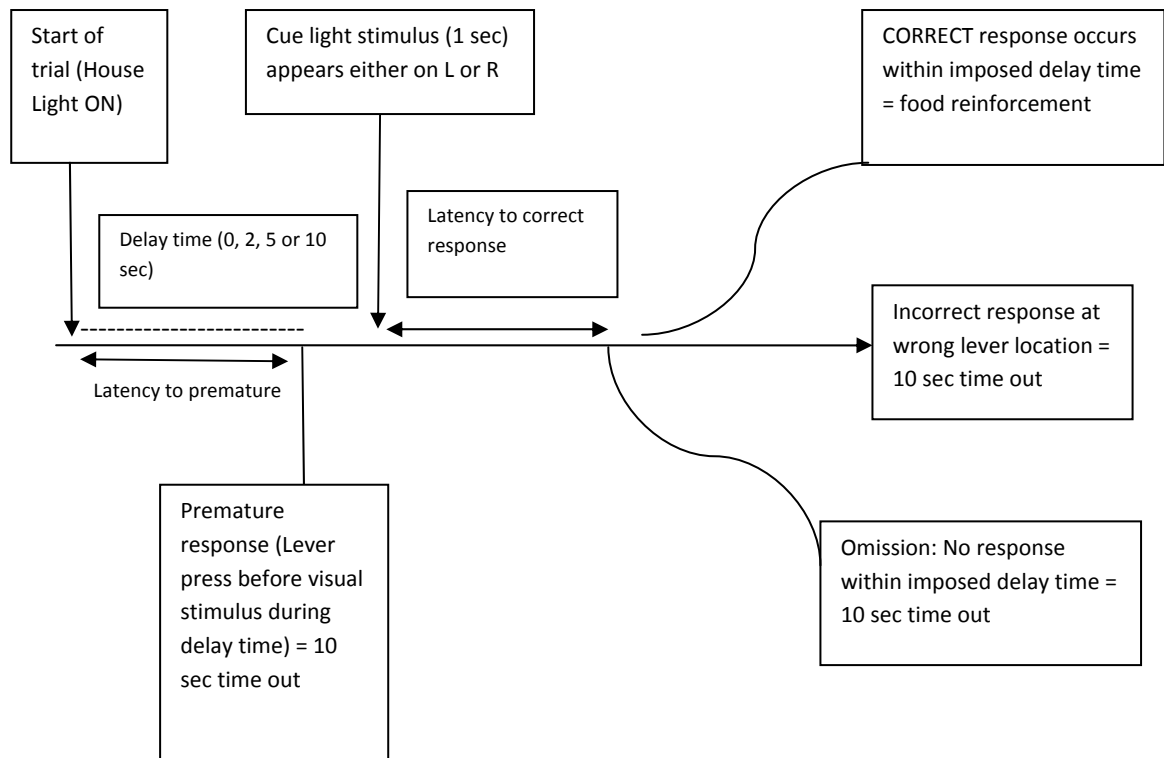 Start of
trial (House
Light ON)
Cue light stimulus (1 sec)
appears either on L or R
CORRECT response occurs
within imposed delay time
= food reinforcement
Delay time (0, 2, 5 or 10
sec)
Latency to correct
response
Latency to premature
Incorrect response at
wrong lever location =
10 sec time out
Premature
response (Lever
press before visual
stimulus during
delay time) = 10
sec time out
Omission: No response
within imposed delay time =
10 sec time out